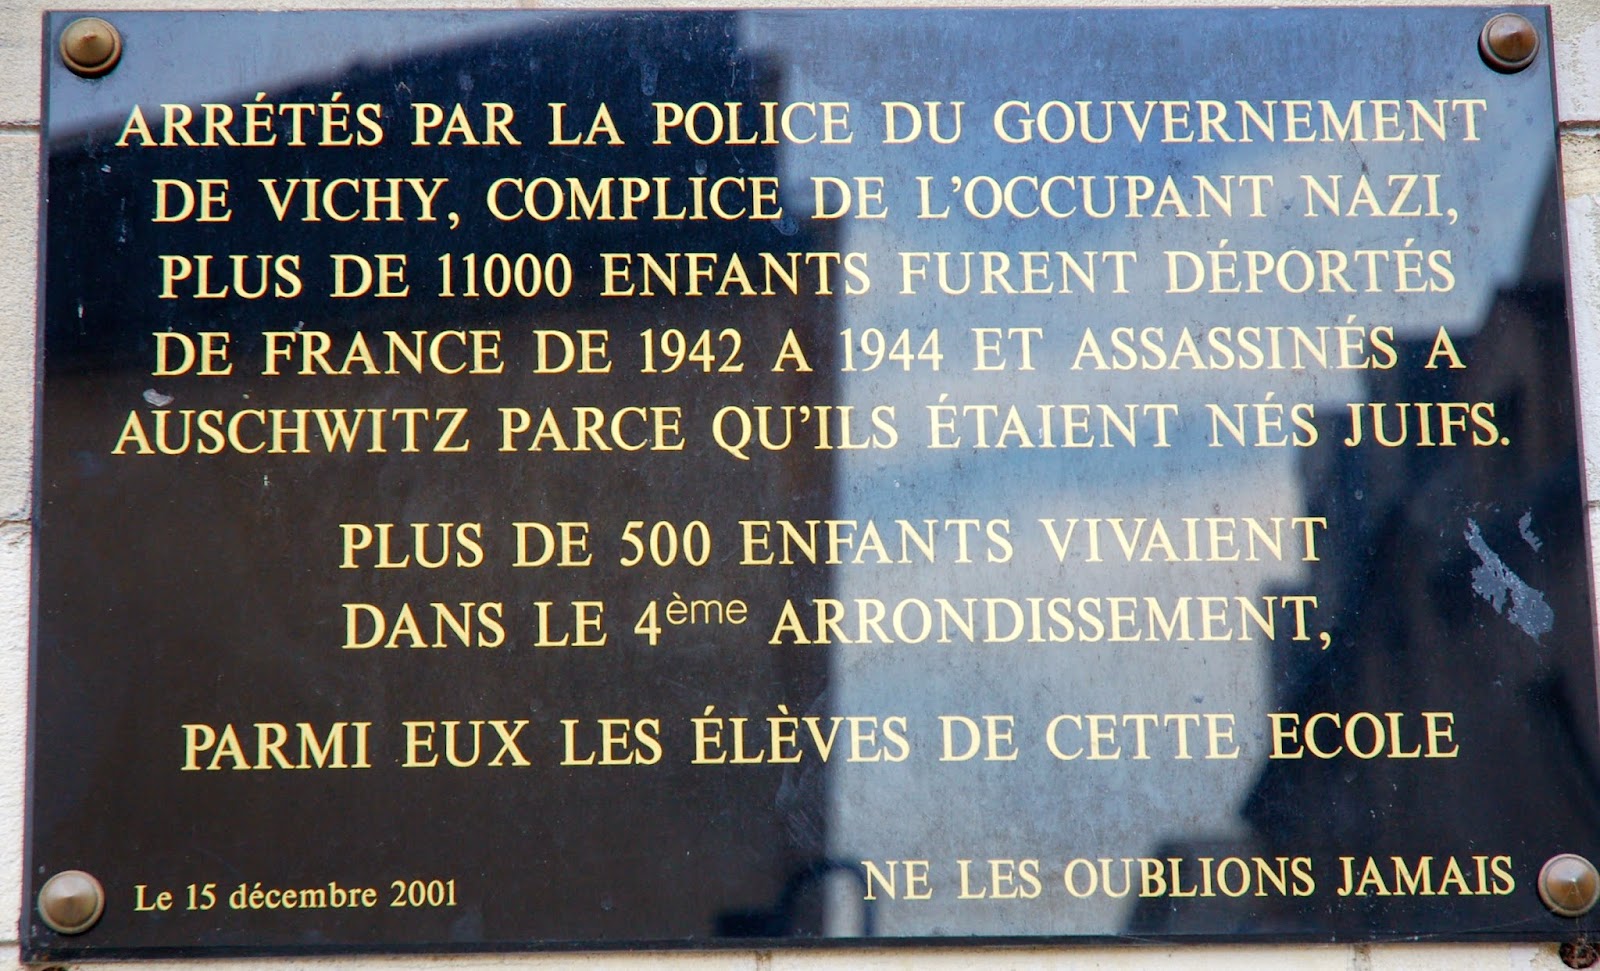 ARRÉTÉS PAR LA POLICE DU GOUVERNEMENT
DE VICHY, COMPLICE DE L'OCCUPANT NAZI,
PLUS DE 11000 ENFANTS FURENT DÉPORTÉS
DE FRANCE DE 1942 A 1944 ET ASSASSINÉS A
AUSCHWITZ PARCE QU'ILS ÉTAIENT NÉS JUIFS.
PLUS DE 500 ENFANTS VIVAIENT
DANS LE 4ème ARRONDISSEMENT,
PARMI EUX LES ÉLÈVES DE CETTE ECOLE
Le 15 décembre 2001
NE LES OUBLIONS JAMAIS